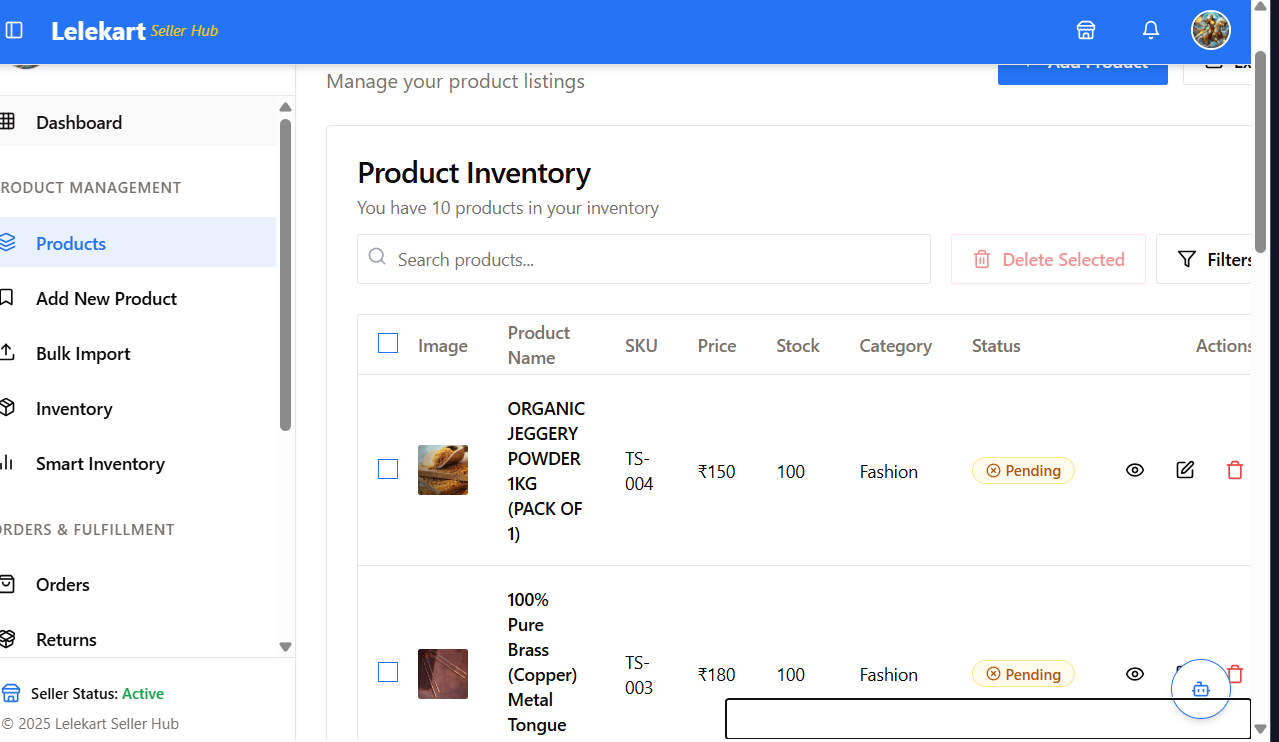 Lelekart Seller Hub
Manage your product listings
Dashboard
RODUCT MANAGEMENT
Products
Add New Product
Bulk Import
Inventory
Smart Inventory
RDERS & FULFILLMENT
Orders
Returns
Seller Status: Active
© 2025 Lelekart Seller Hub
Add Product
Product Inventory
You have 10 products in your inventory
Search products...
Delete Selected
Filters
Image
Product
Name
SKU
Price
Stock
Category
Status
Actions
ORGANIC
JEGGERY
POWDER
1KG
(PACK OF
1)
TS-
004
₹150
100
Fashion
Pending
100%
Pure
Brass
(Copper)
Metal
Tongue
TS-
003
₹180
100
Fashion
Pending